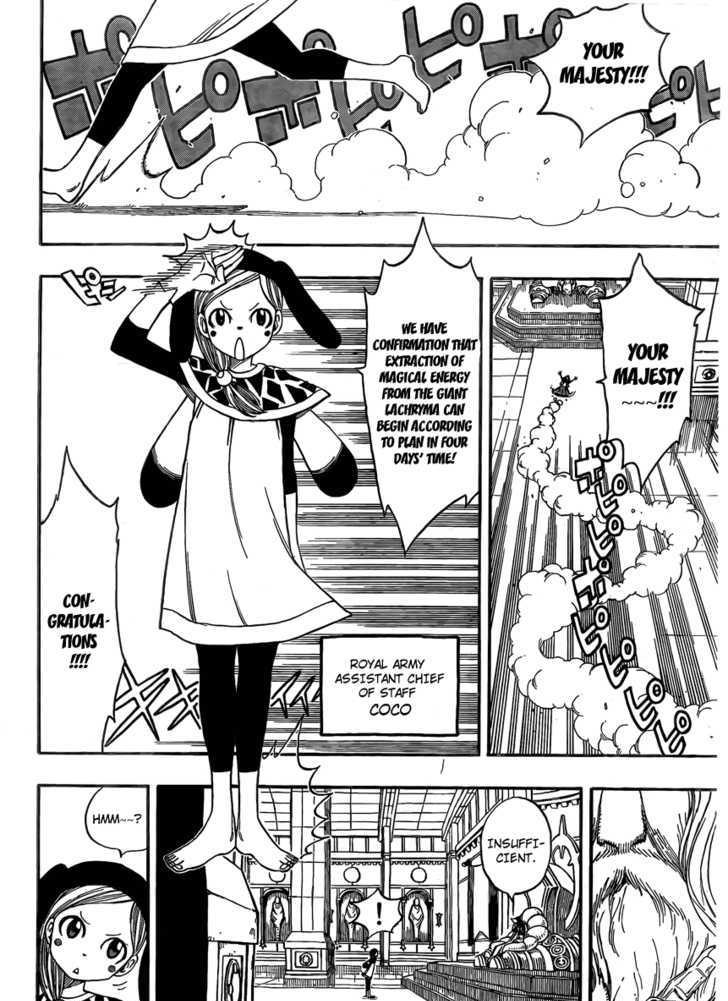 YOUR
MAJESTY!!!
YOUR
MAJESTY
~~~!!!
WE HAVE
CONFIRMATION THAT
EXTRACTION OF
MAGICAL ENERGY
FROM THE GIANT
LACHRYMA CAN
BEGIN ACCORDING
TO PLAN IN FOUR
DAYS' TIME!
CON-
GRATULA-
TIONS
!!!!
ROYAL ARMY
ASSISTANT CHIEF
OF STAFF
COCO
INSUFFI-
CIENT.
!
HMM~~?